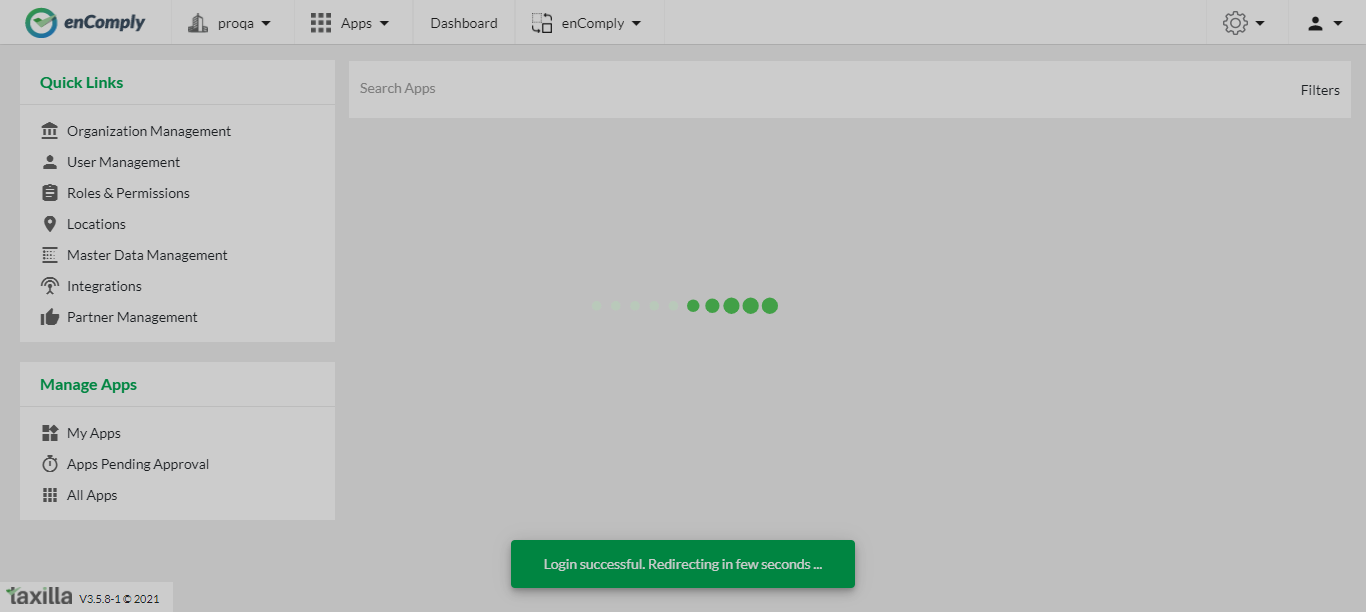 enComply
proqa
Apps
Dashboard
enComply
Quick Links
Organization Management
User Management
Roles & Permissions
Locations
Master Data Management
Integrations
Partner Management
Manage Apps
My Apps
Apps Pending Approval
All Apps
Search Apps
Filters
Login successful. Redirecting in few seconds ...
taxilla V3.5.8-1 © 2021